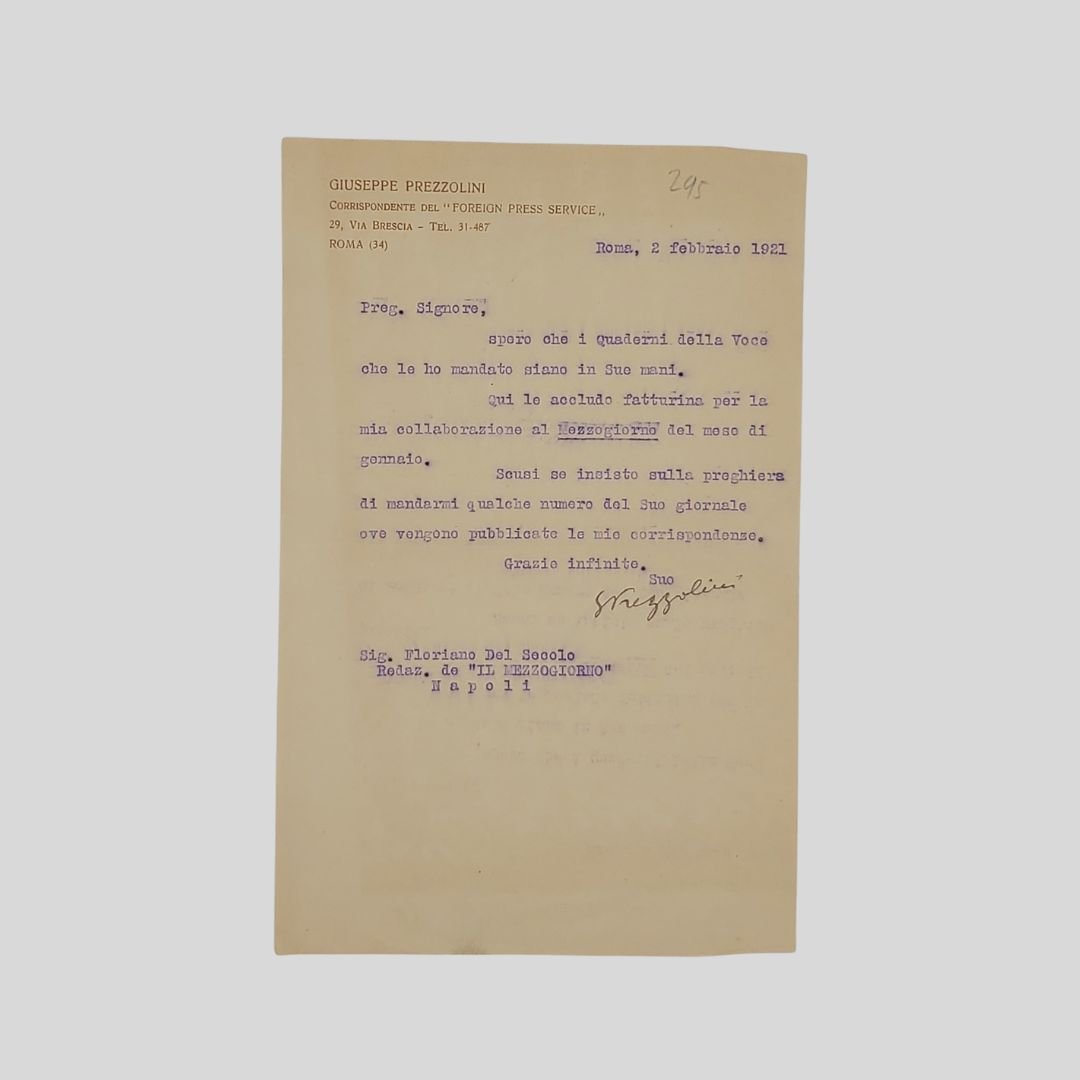 GIUSEPPE PREZZOLINI
295
CORRISPONDENTE DEL "FOREIGN PRESS SERVICE„
29, VIA BRESCIA - TEL. 31-487
ROMA (34)
Roma, 2 febbraio 1921
Preg. Signore,
spero che i Quaderni della Voce
che le ho mandato siano in Sue mani.
Qui le accludo fatturina per la
mia collaborazione al Mezzogiorno del mese di
gennaio.
Scusi se insisto sulla preghiera
di mandarmi qualche numero del Suo giornale
ove vengono pubblicate le mie corrispondenze.
Grazie infinite.
Suo
GPrezzolini
Sig. Floriano Del Secolo
Redaz. de "IL MEZZOGIORNO"
Napoli